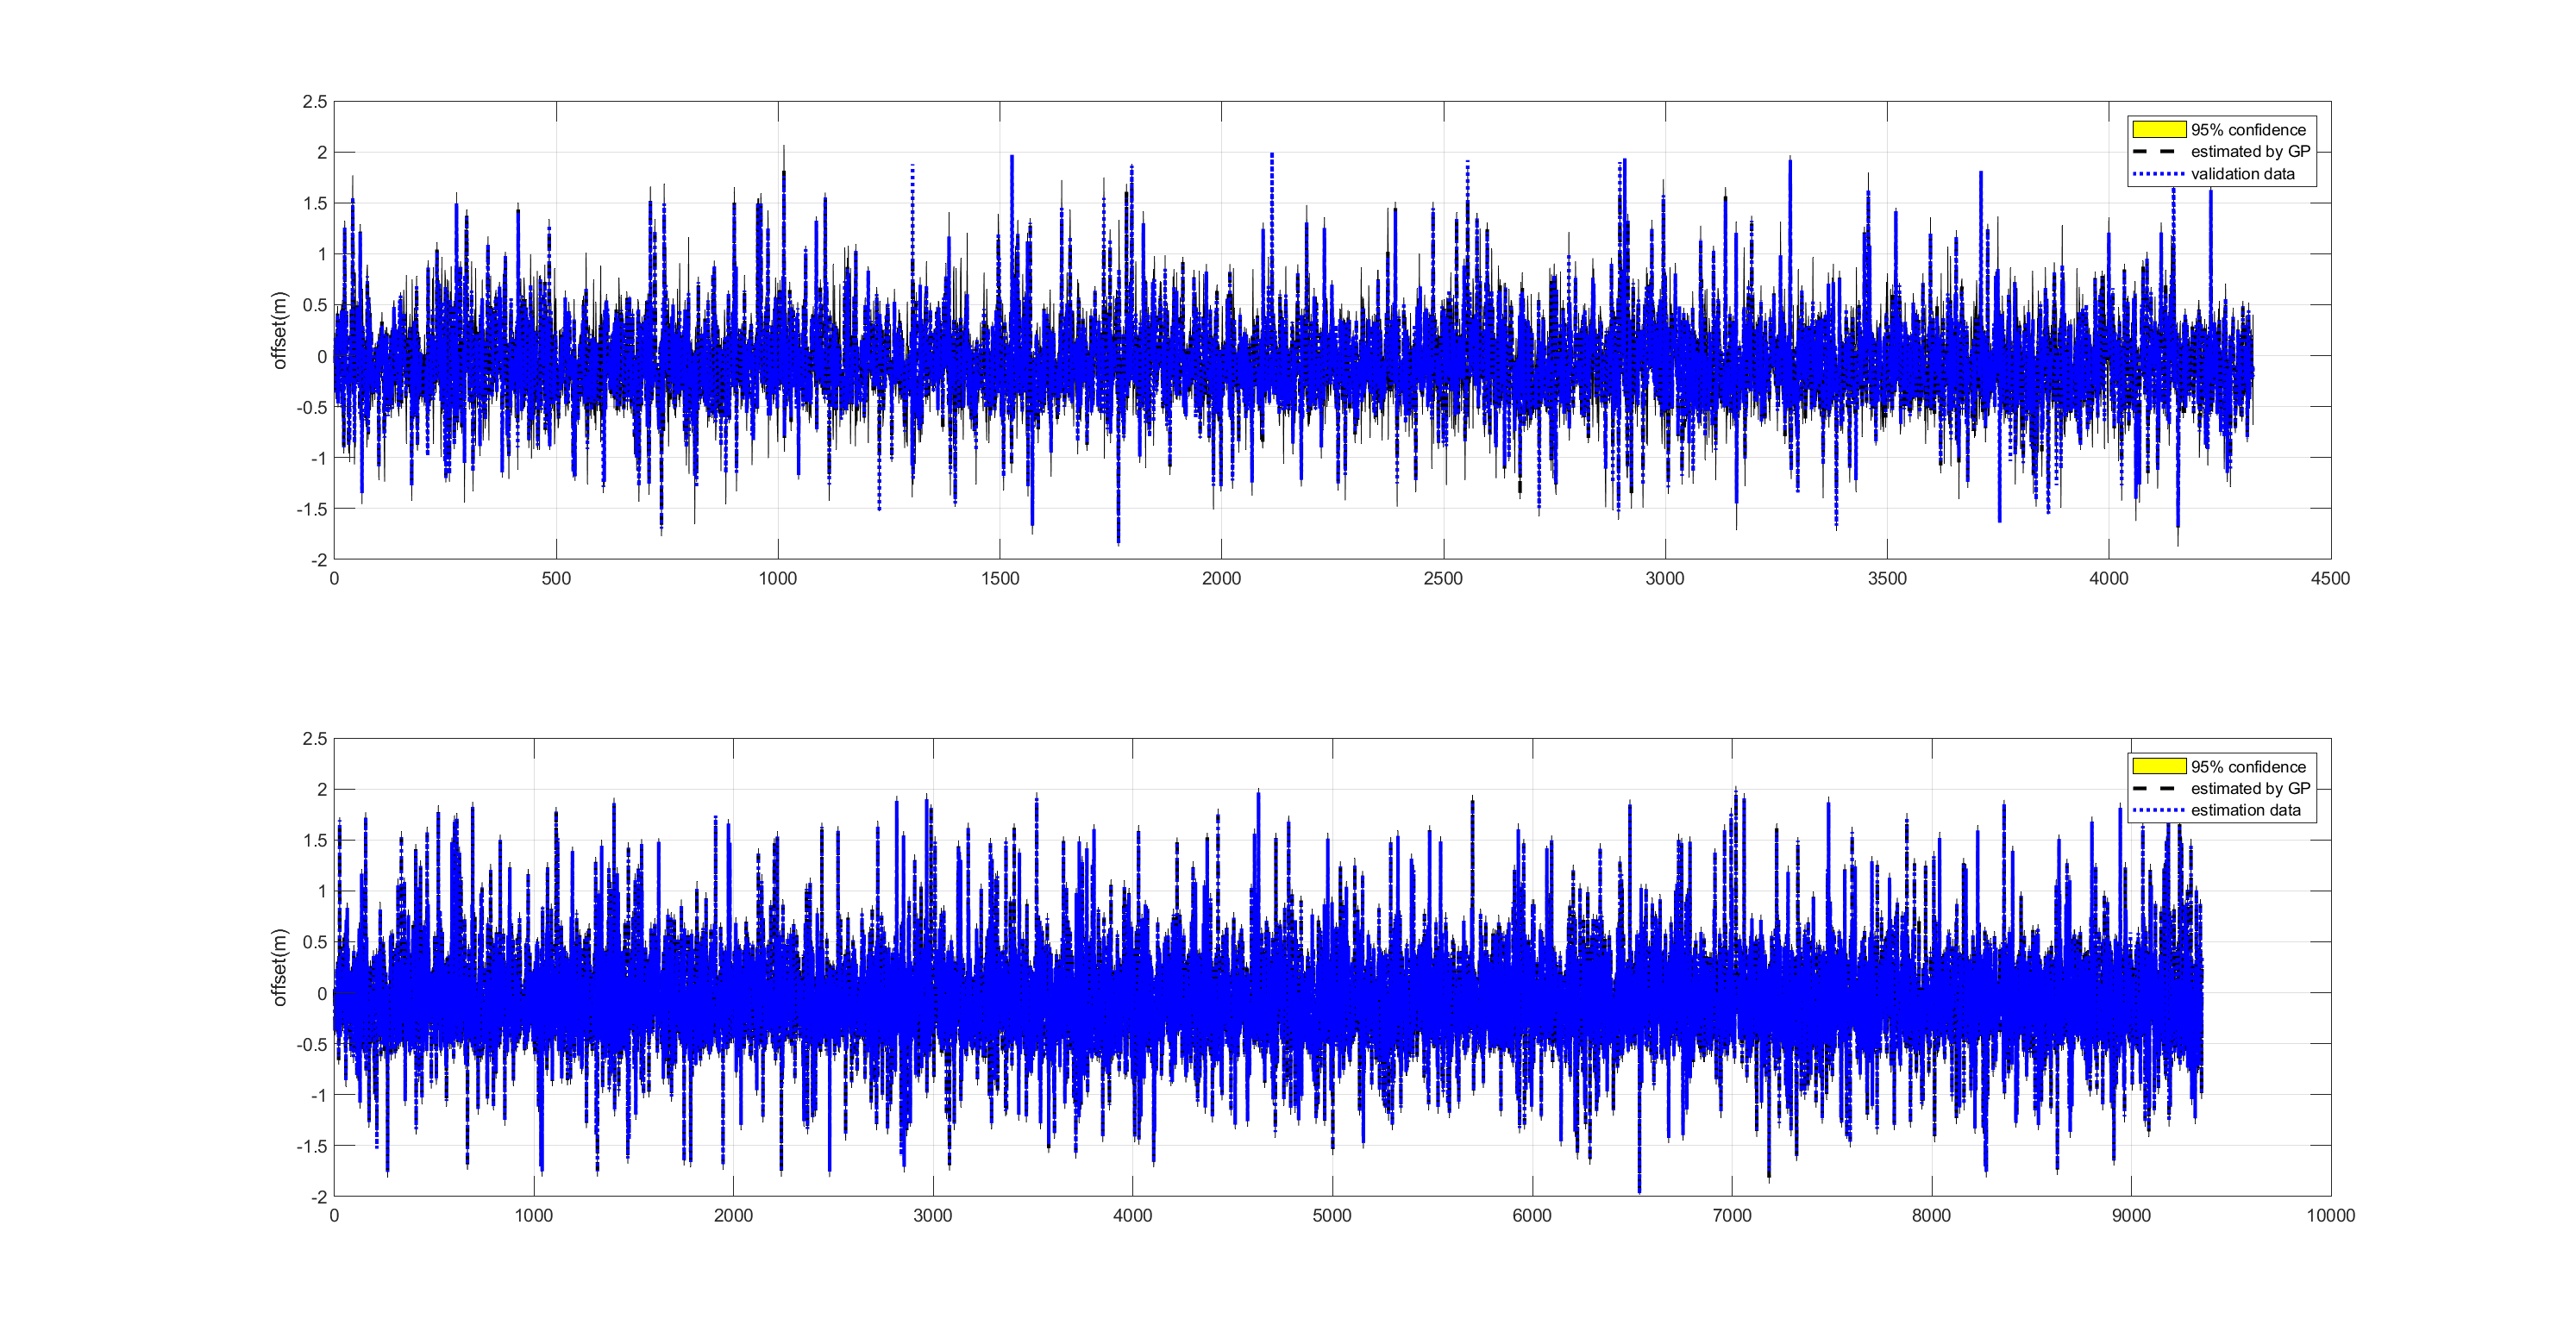 2.5
2
1.5
1
0.5
0
-0.5
-1
-1.5
-2
offset(m)
0 500 1000 1500 2000 2500 3000 3500 4000 4500
95% confidence
estimated by GP
validation data
2.5
2
1.5
1
0.5
0
-0.5
-1
-1.5
-2
offset(m)
0 1000 2000 3000 4000 5000 6000 7000 8000 9000 10000
95% confidence
estimated by GP
estimation data